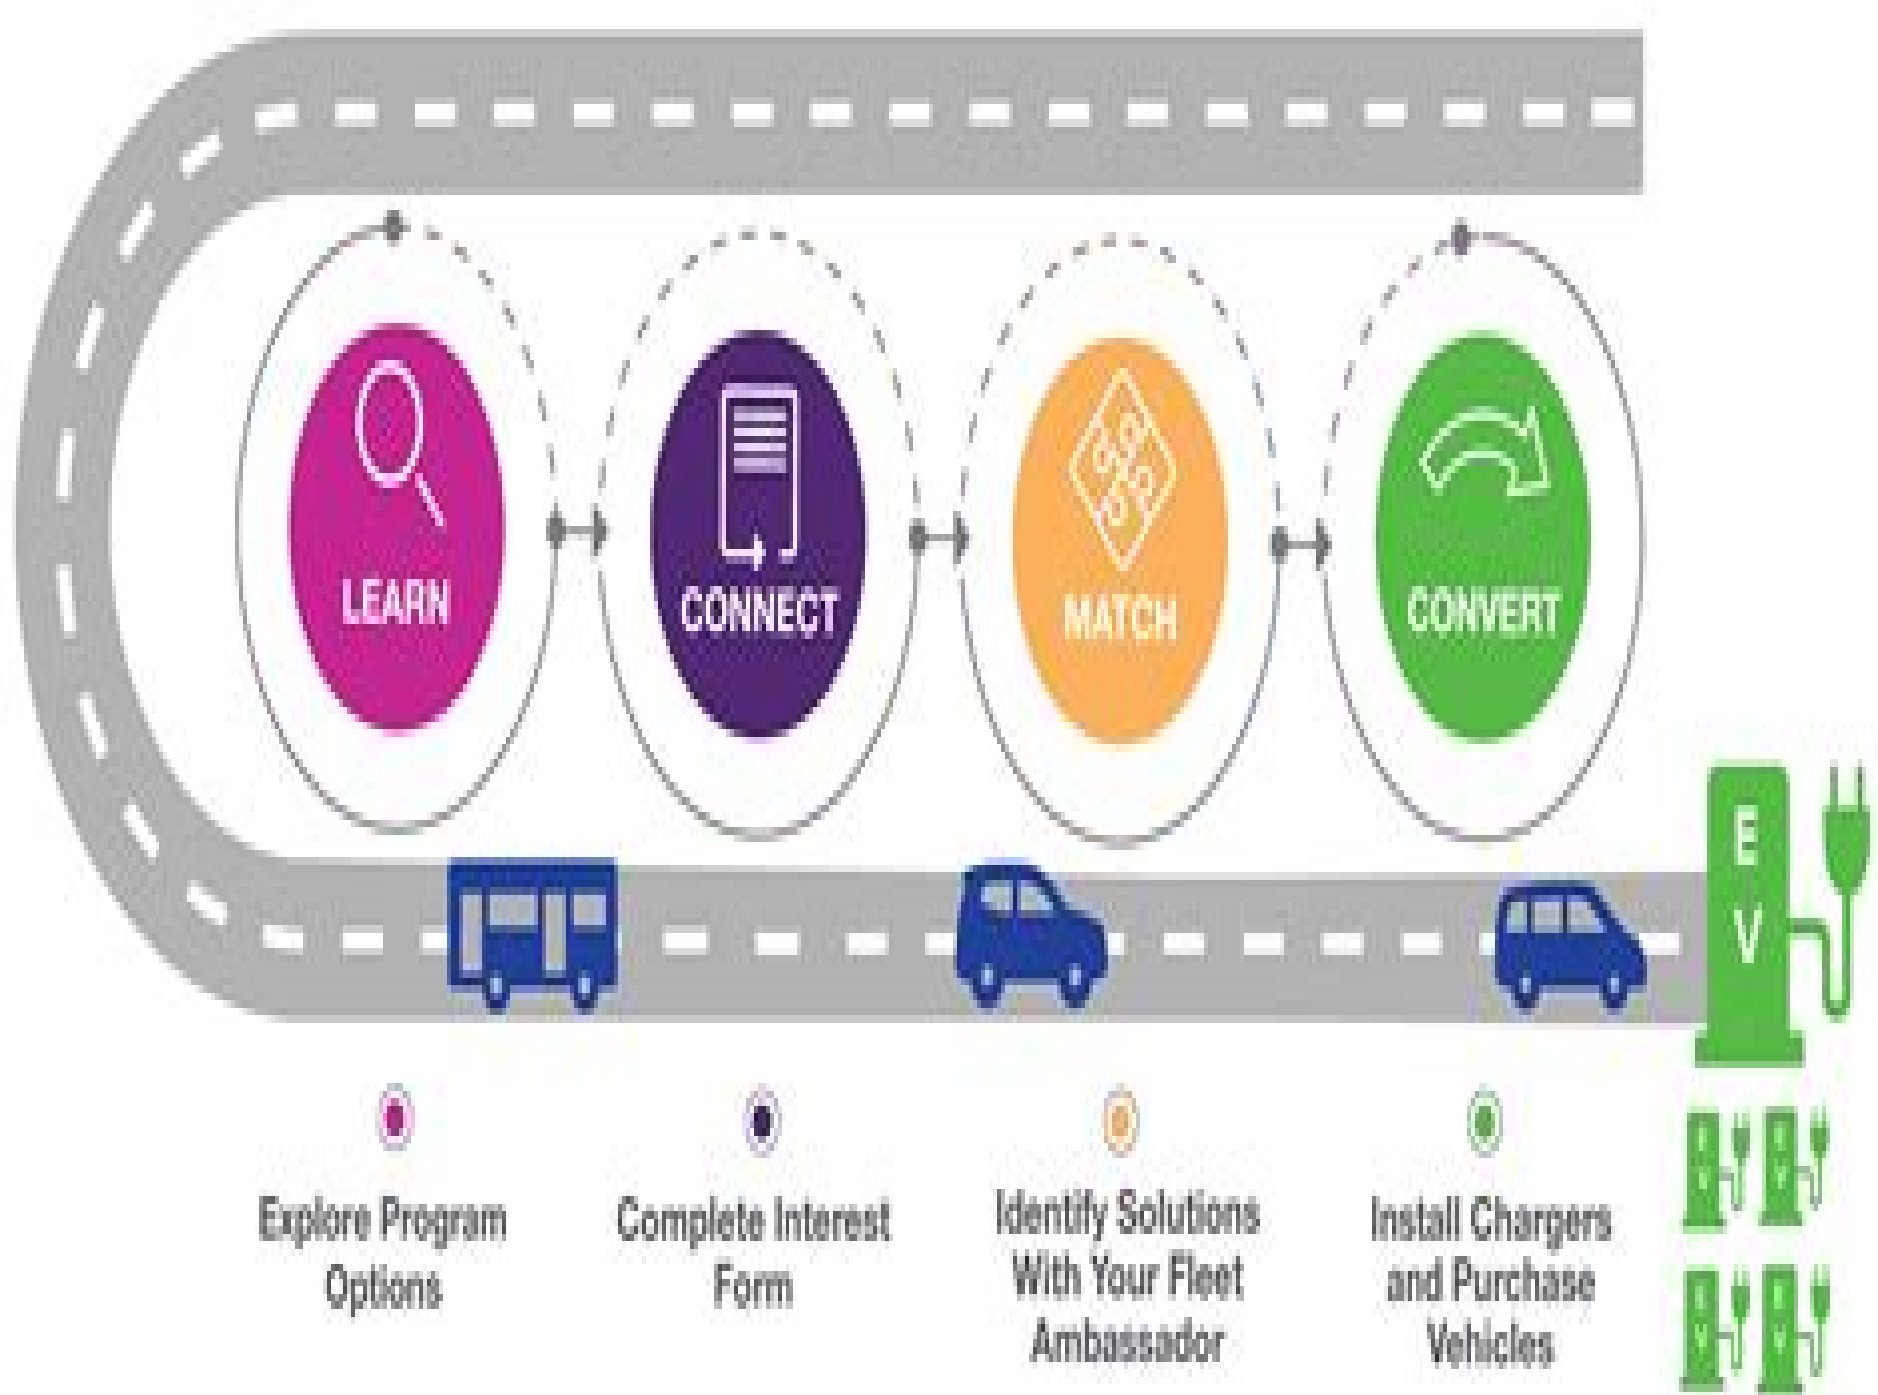 LEARN
CONNECT
MATCH
CONVERT
E
V
Explore Program
Options
Complete Interest
Form
Identify Solutions
With Your Fleet
Ambassador
Install Chargers
and Purchase
Vehicles